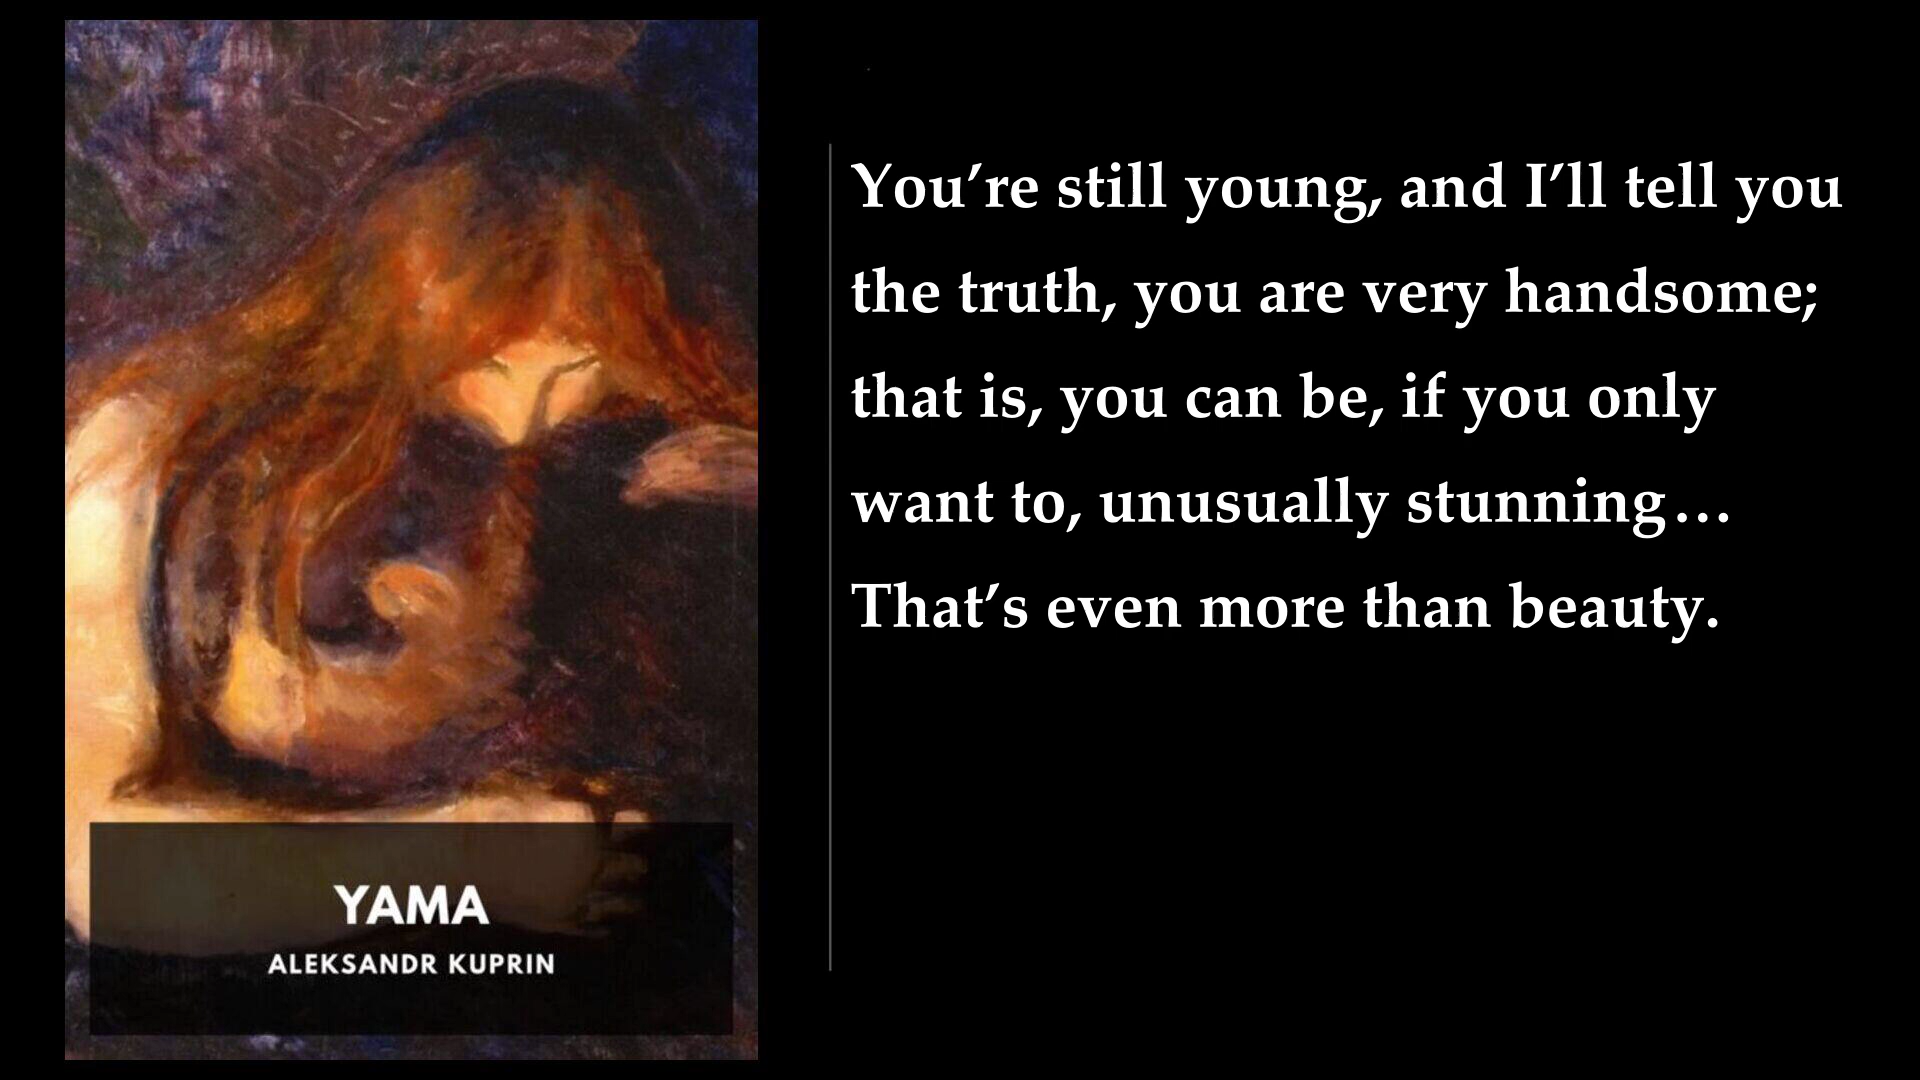 You’re still young, and I’ll tell you
the truth, you are very handsome;
that is, you can be, if you only
want to, unusually stunning…
That’s even more than beauty.
YAMA
ALEKSANDR KUPRIN